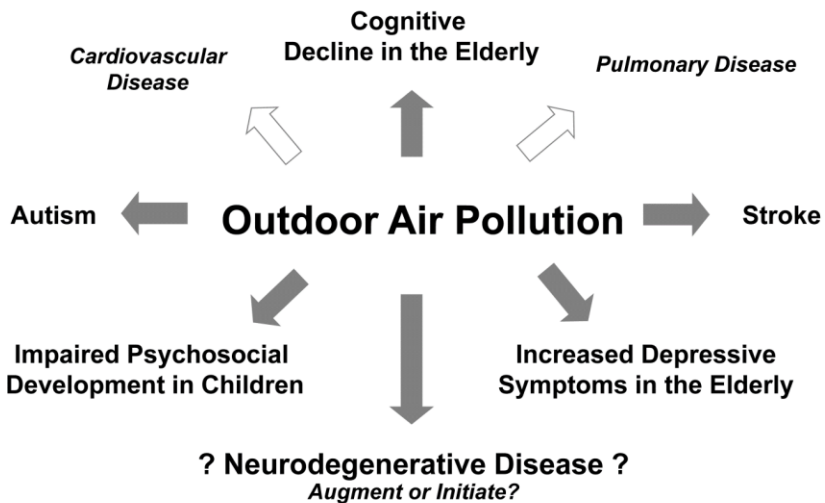 Cognitive
Decline in the Elderly
Cardiovascular
Disease
Pulmonary Disease
Autism
Outdoor Air Pollution
Stroke
Impaired Psychosocial
Development in Children
Increased Depressive
Symptoms in the Elderly
? Neurodegenerative Disease ?
Augment or Initiate?